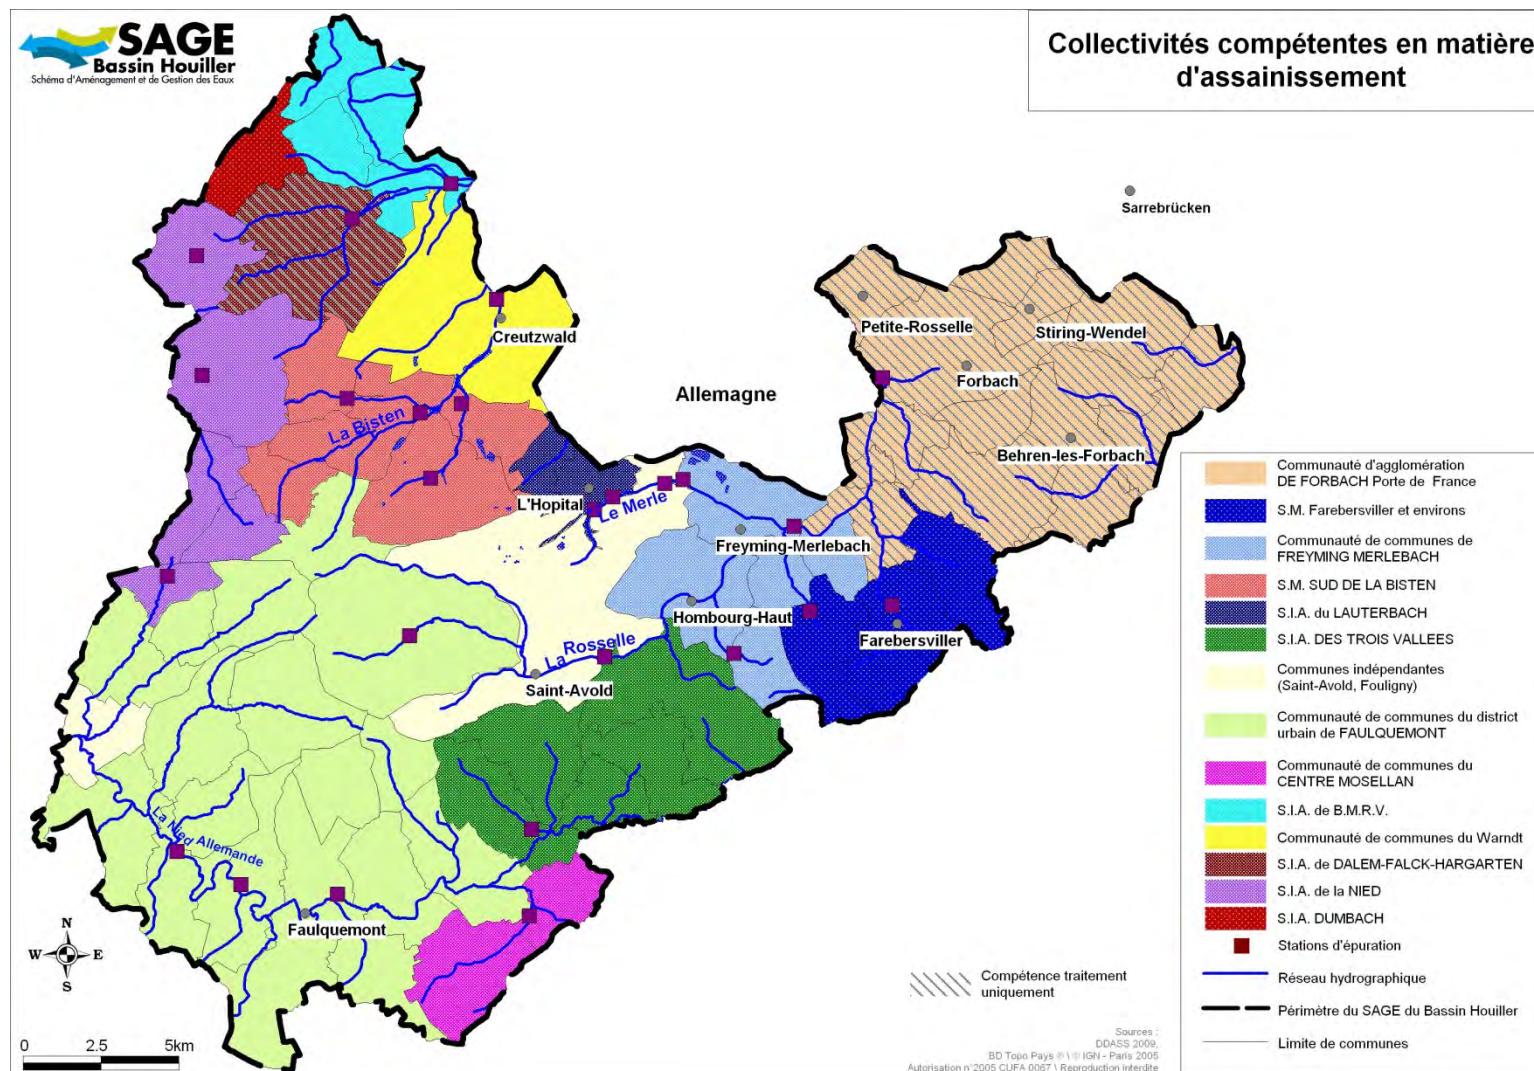 SAGE
Bassin Houiller
Schéma d'Aménagement et de Gestion des Eaux
Collectivités compétentes en matière
d'assainissement
Sarrebrücken
Petite-Rosselle
Stiring-Wendel
Creutzwald
Forbach
Allemagne
La Bisten
Behren-les-Forbach
L'Hopital
Le Merle
Freyming-Merlebach
Hombourg-Haut
Farebersviller
La Rosselle
Saint-Avold
La Nied Allemande
Faulquemont
N
W
E
S
0
2.5
5km
Compétence traitement
uniquement
Communauté d'agglomération
DE FORBACH Porte de France
S.M. Farebersviller et environs
Communauté de communes de
FREYMING MERLEBACH
S.M. SUD DE LA BISTEN
S.I.A. du LAUTERBACH
S.I.A. DES TROIS VALLEES
Communes indépendantes
(Saint-Avold, Fouligny)
Communauté de communes du district
urbain de FAULQUEMONT
Communauté de communes du
CENTRE MOSELLAN
S.I.A. de B.M.R.V.
Communauté de communes du Warndt
S.I.A. de DALEM-FALCK-HARGARTEN
S.I.A. de la NIED
S.I.A. DUMBACH
Stations d'épuration
Réseau hydrographique
Périmètre du SAGE du Bassin Houiller
Limite de communes
Sources :
DDASS 2009,
BD Topo Pays ® \ © IGN - Paris 2005
Autorisation n°2005 CUFA 0067 \ Reproduction interdite